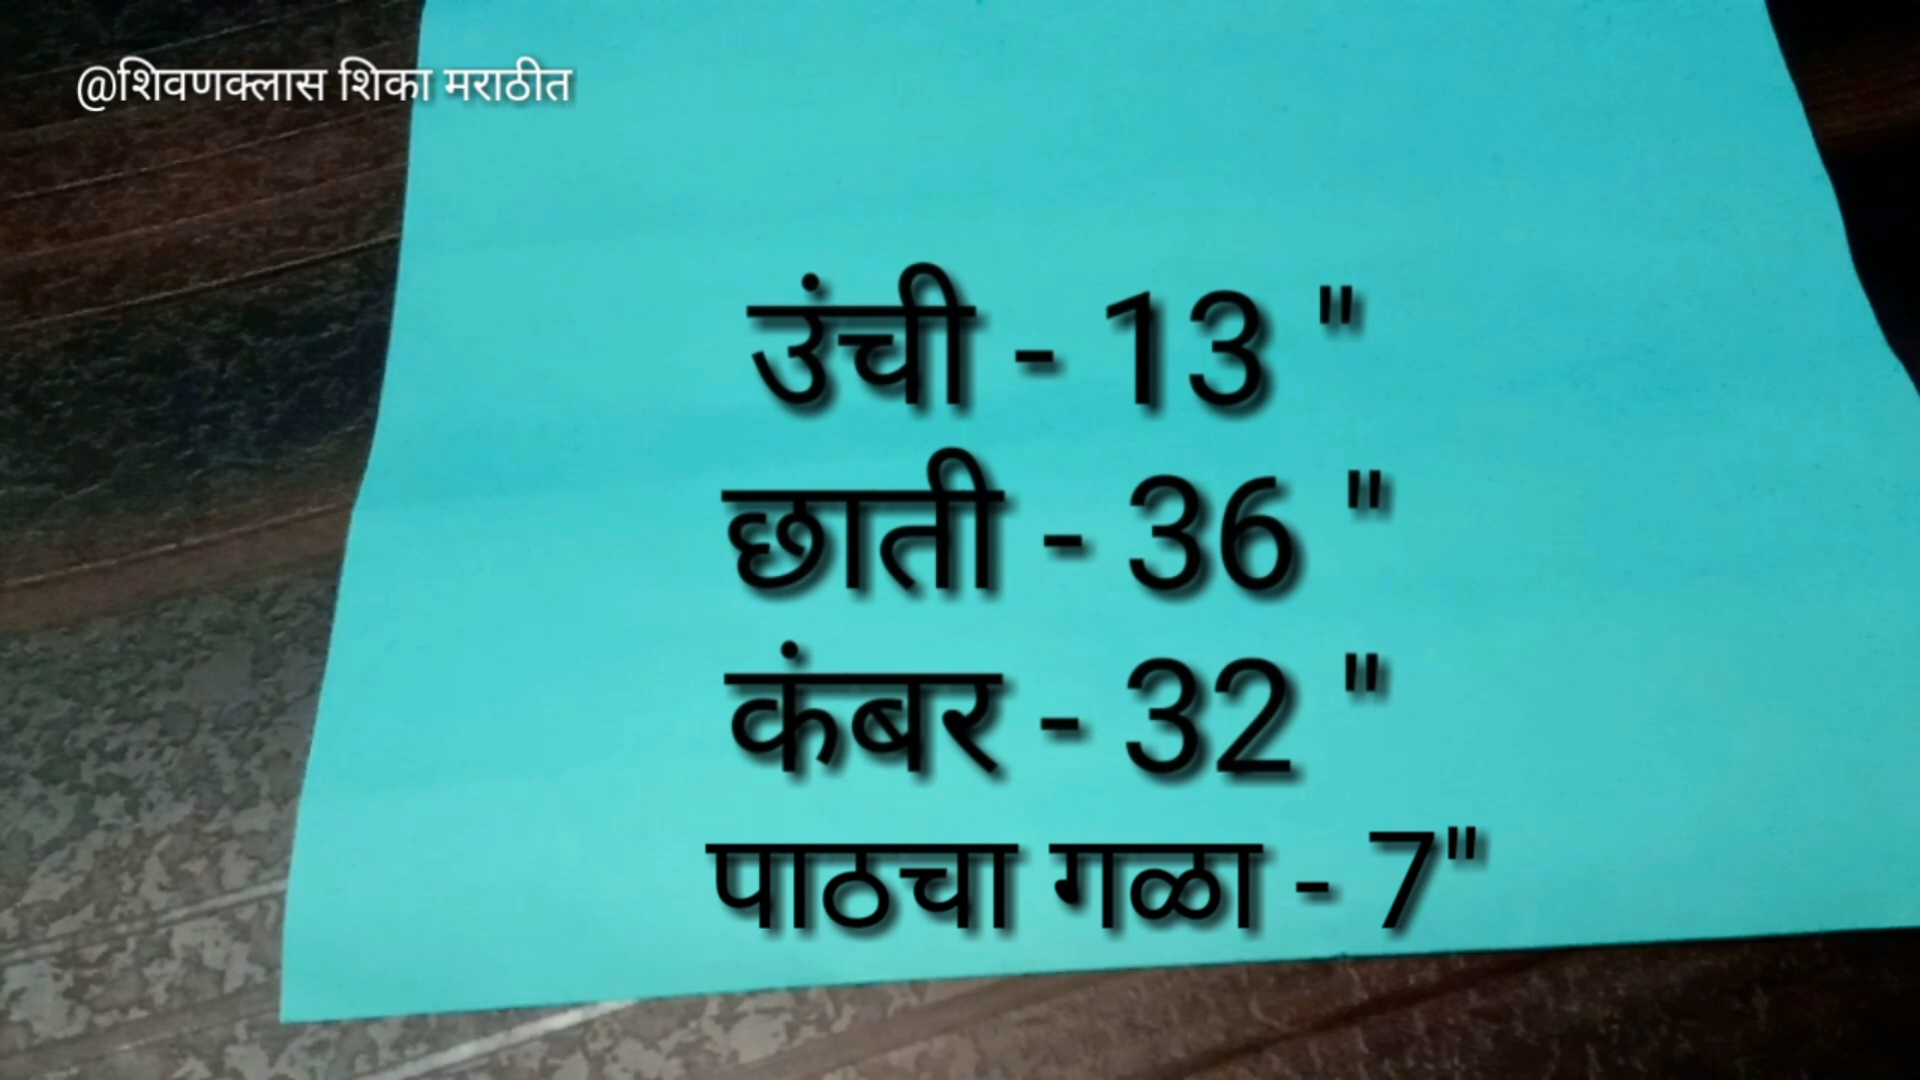 @शिवणक्लास शिका मराठीत
उंची - 13 "
छाती - 36 "
कंबर - 32 "
पाठचा गळा - 7"